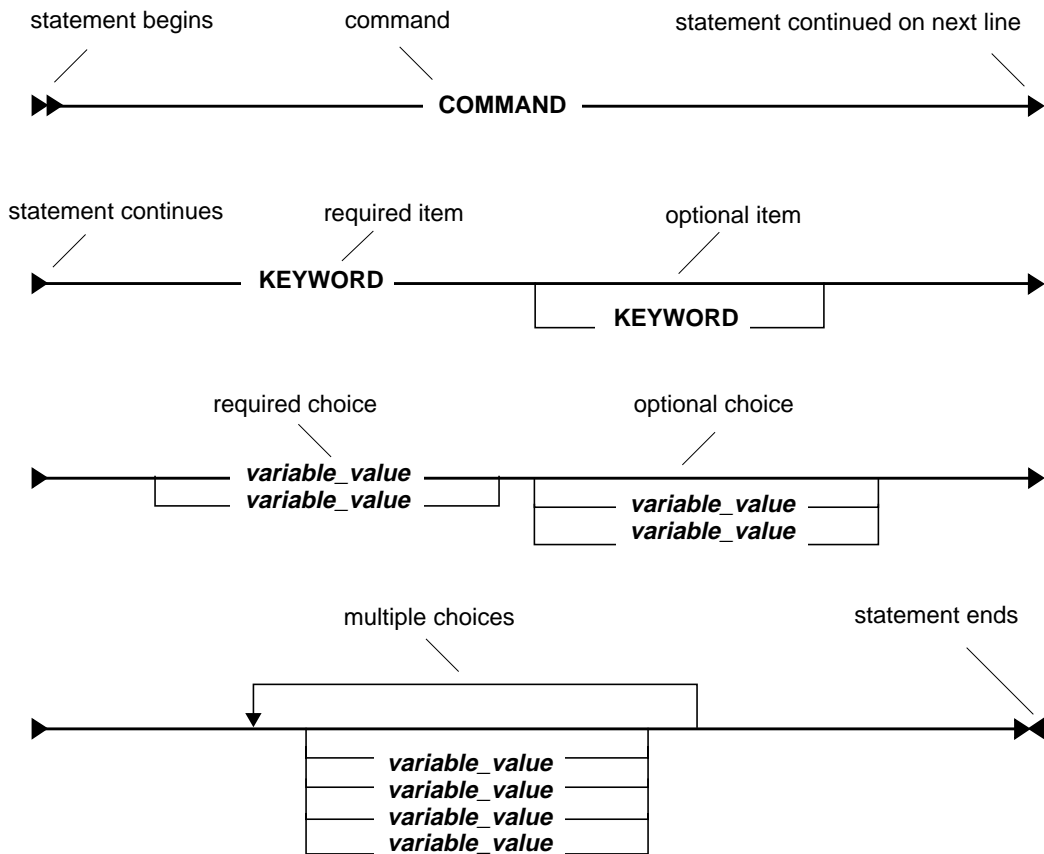 statement begins
command
statement continued on next line
COMMAND
statement continues
required item
optional item
KEYWORD
KEYWORD
required choice
optional choice
variable_value
variable_value
variable_value
variable_value
multiple choices
statement ends
variable_value
variable_value
variable_value
variable_value